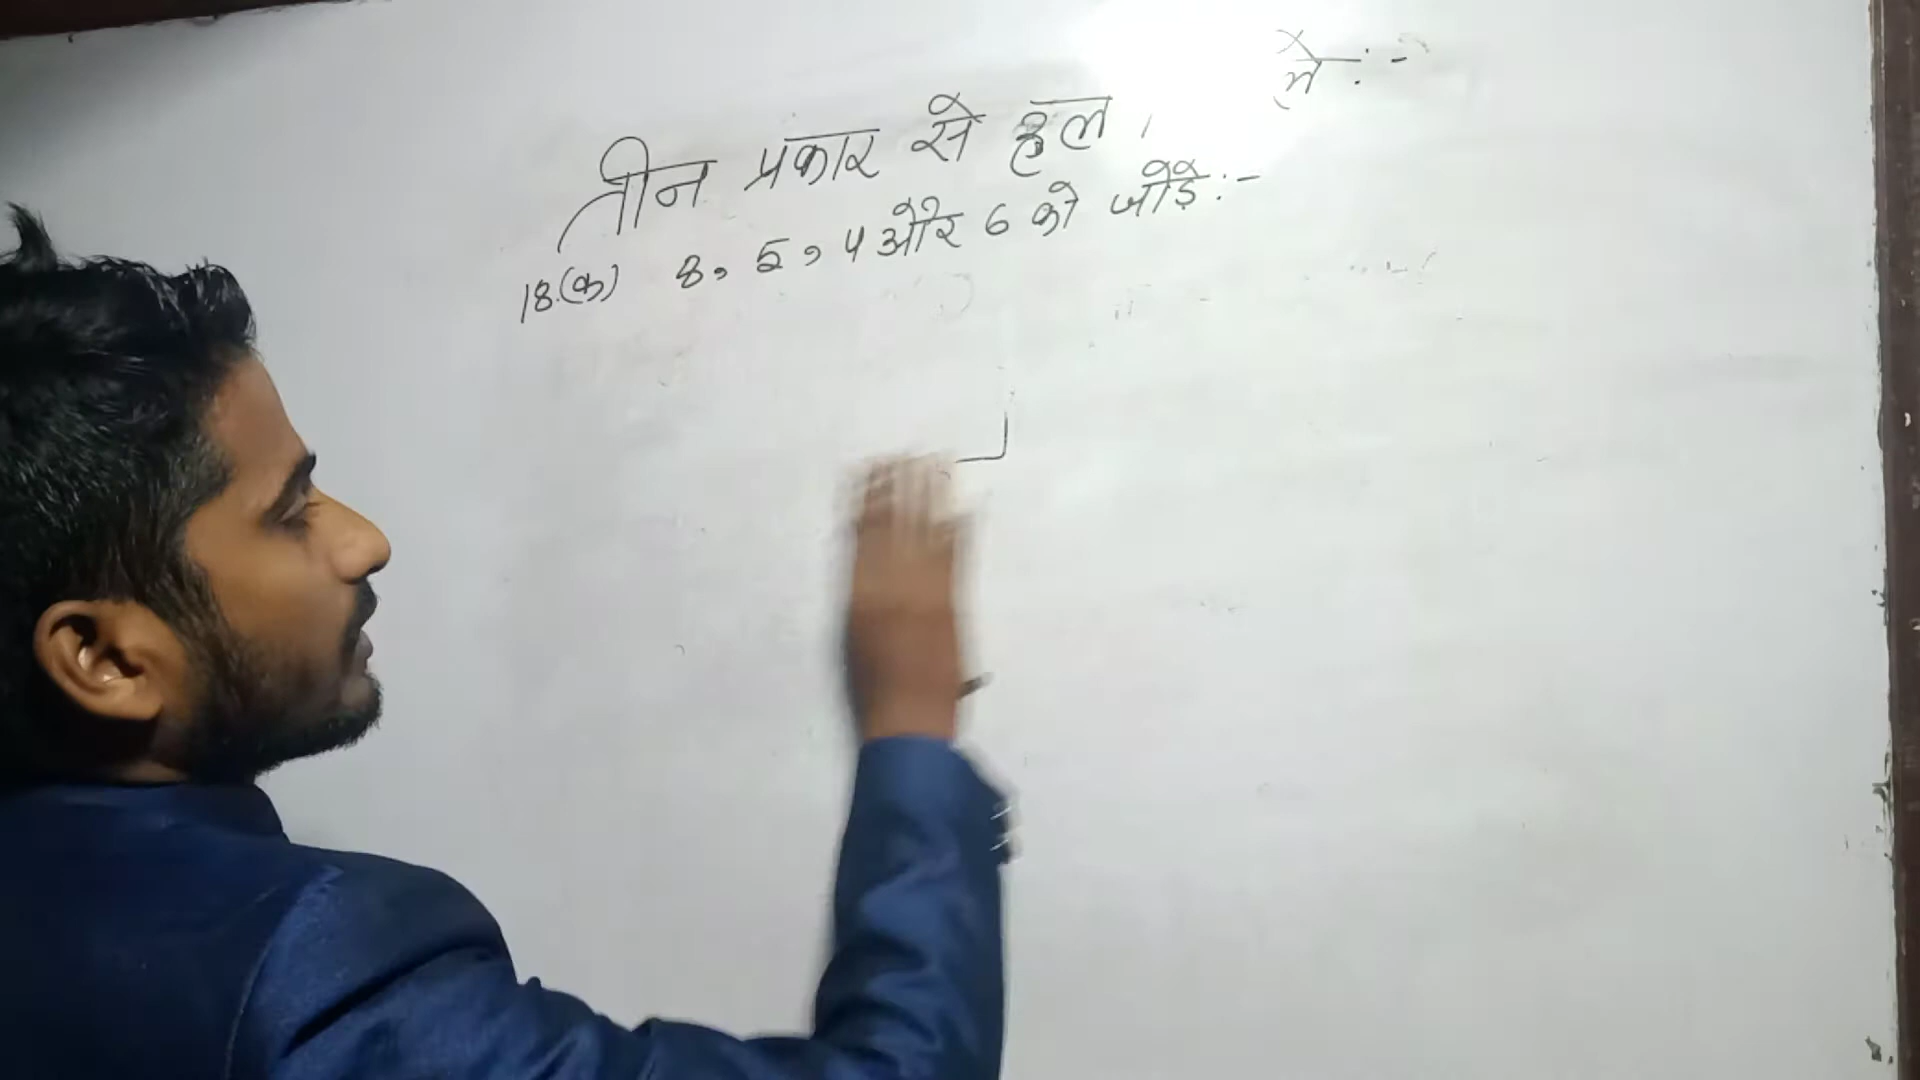 तीन प्रकार से हल ।
18.(क) 8, 5, 4 और 6 को जोड़े:-